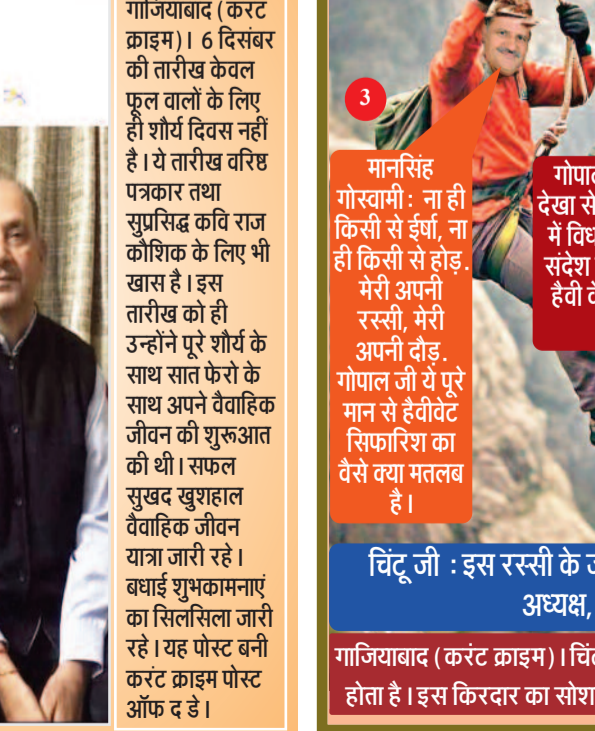 गाजियाबाद (करंट
क्राइम)। 6 दिसंबर
की तारीख केवल
फूल वालों के लिए
ही शौर्य दिवस नहीं
है। ये तारीख वरिष्ठ
पत्रकार तथा
सुप्रसिद्ध कवि राज
कौशिक के लिए भी
खास है। इस
तारीख को ही
उन्होंने पूरे शौर्य के
साथ सात फेरो के
साथ अपने वैवाहिक
जीवन की शुरूआत
की थी। सफल
सुखद खुशहाल
वैवाहिक जीवन
यात्रा जारी रहे।
बधाई शुभकामनाएं
का सिलसिला जारी
रहे। यह पोस्ट बनी
करंट क्राइम पोस्ट
ऑफ द डे।
3
मानसिंह
गोस्वामी : ना ही
किसी से ईर्षा, ना
ही किसी से होड़.
मेरी अपनी
रस्सी, मेरी
अपनी दौड़.
गोपाल जी ये पूरे
मान से हैवीवेट
सिफारिश का
वैसे क्या मतलब
है।
गोपाल
देखा से
में विध
संदेश
हैवी वे
चिंटू जी : इस रस्सी के
अध्यक्ष,
गाजियाबाद (करंट क्राइम)। चिंटू
होता है। इस किरदार का सोश